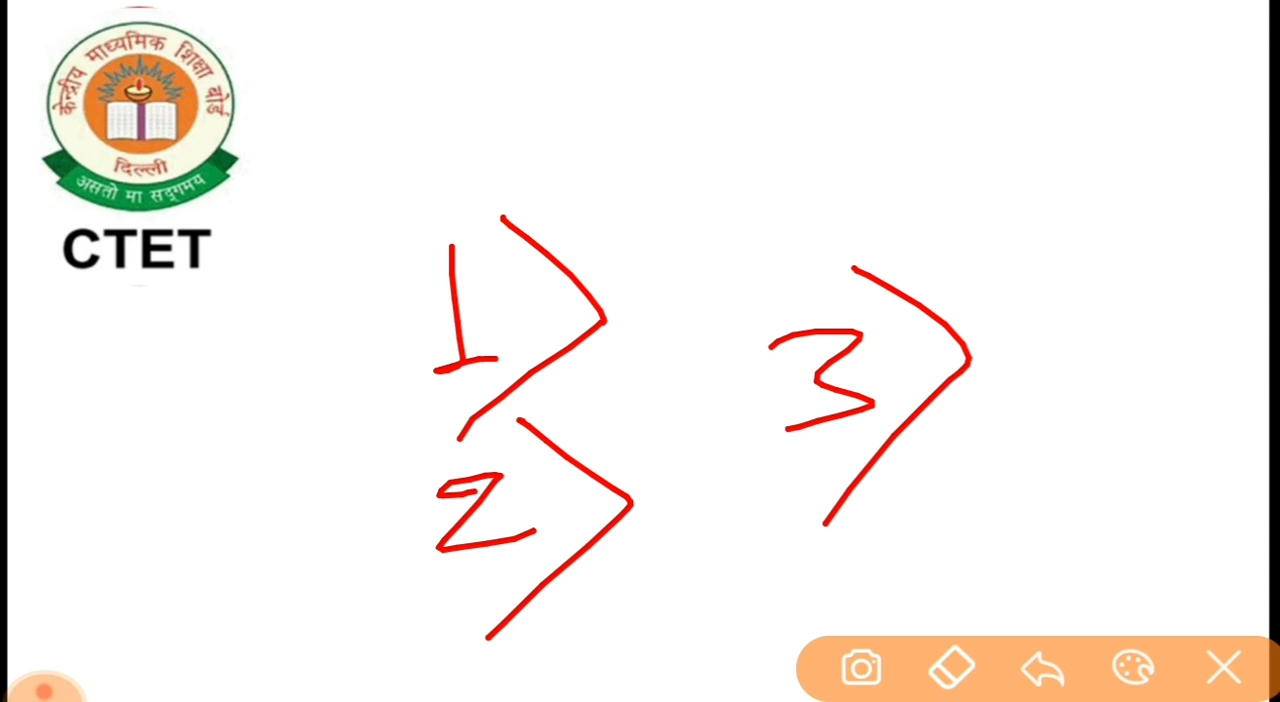 केन्द्रीय माध्यमिक शिक्षा बोर्ड
दिल्ली
असतो मा सद्गमय
CTET
1>
3>
2>